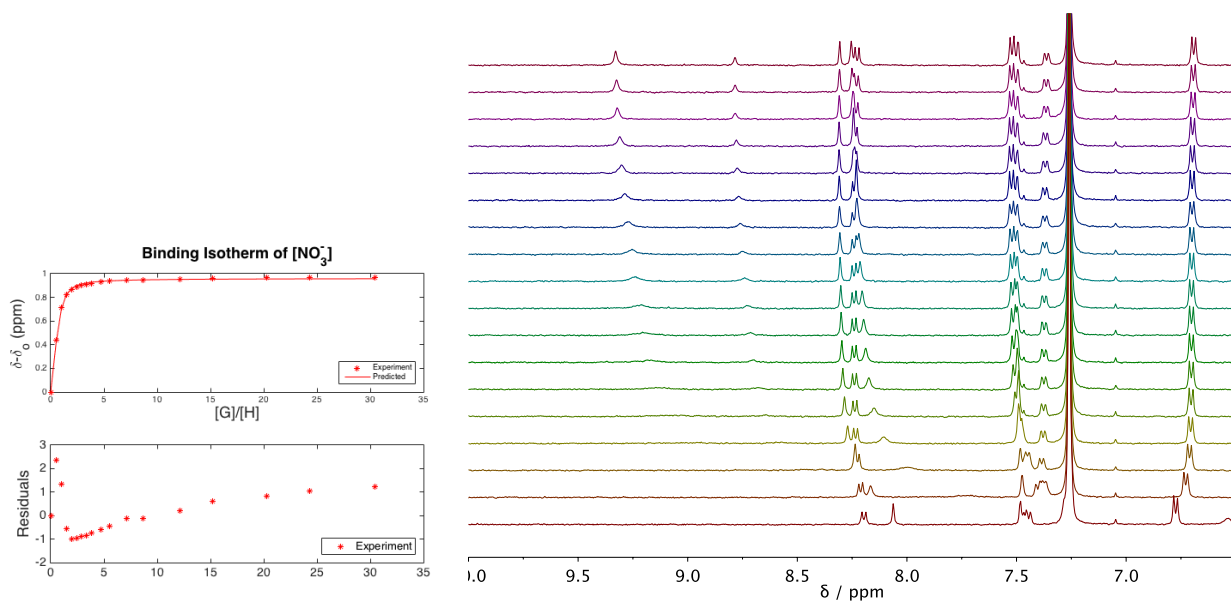 Binding Isotherm of [NO3-]
1
0.8
0.6
0.4
0.2
0
δ-δ0 (ppm)
Experiment
Predicted
0 5 10 15 20 25 30 35
[G]/[H]
3
2
1
0
-1
-2
Residuals
Experiment
0 5 10 15 20 25 30 35
0.0 9.5 9.0 8.5 8.0 7.5 7.0
δ / ppm